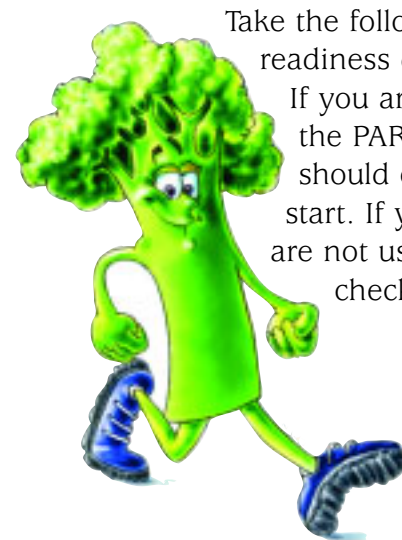 Take the follo
readiness
If you ar
the PAR
should
start. If y
are not us
check